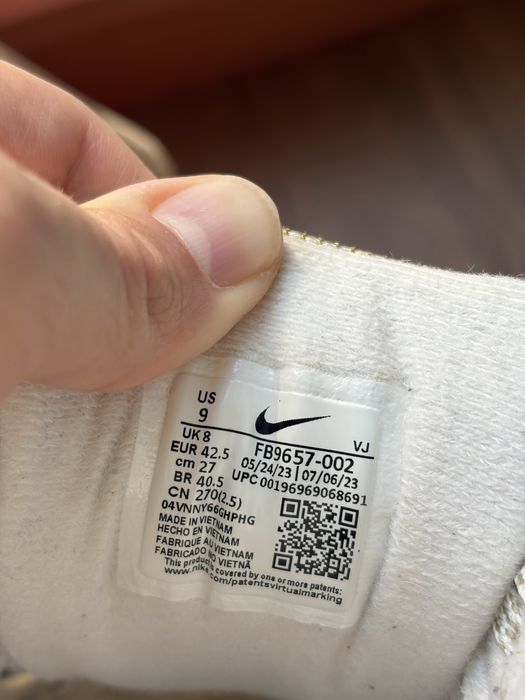 US
9
VJ
UK 8
FB9657-002
EUR 42.5
05/24/23 | 07/06/23
cm 27
UPC 00196969068691
BR 40.5
CN 270(2.5)
04VNNY66GHPHG
MADE IN VIETNAM
HECHO EN VIETNAM
FABRIQUE AU VIETNAM
FABRICADO NO VIETNÃ
This product is covered by one or more patents:
www.nike.com/patentsvirtualmarking